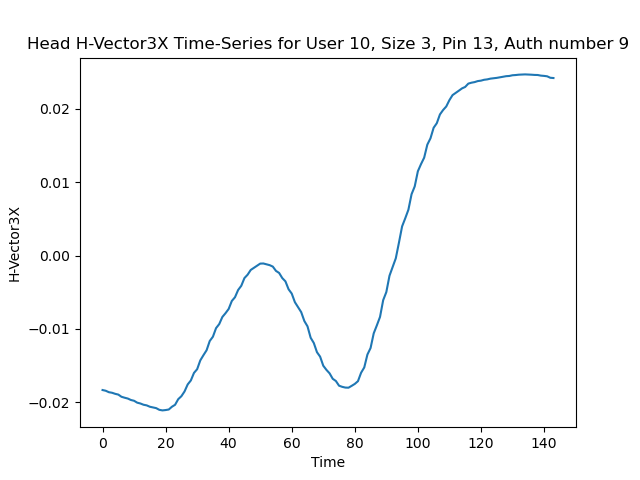 Head H-Vector3X Time-Series for User 10, Size 3, Pin 13, Auth number 9
H-Vector3X
0.02
0.01
0.00
−0.01
−0.02
0 20 40 60 80 100 120 140
Time